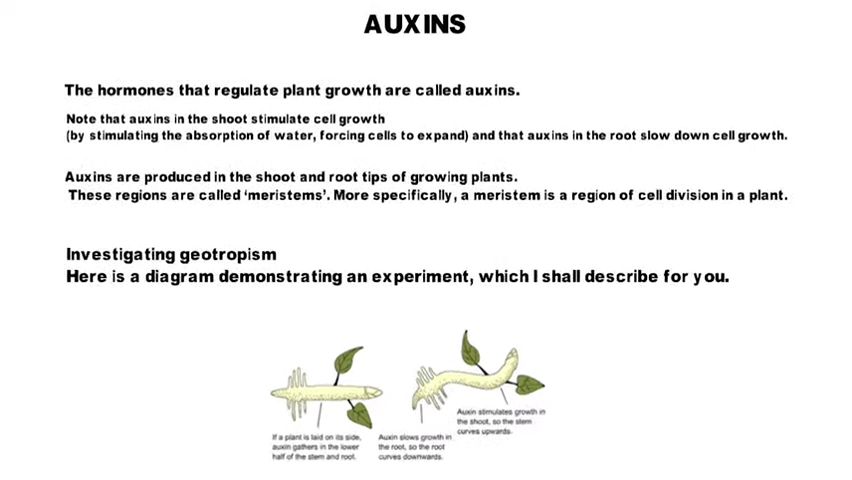 AUXINS
The hormones that regulate plant growth are called auxins.
Note that auxins in the shoot stimulate cell growth
(by stimulating the absorption of water, forcing cells to expand) and that auxins in the root slow down cell growth.
Auxins are produced in the shoot and root tips of growing plants.
These regions are called ‘meristems’. More specifically, a meristem is a region of cell division in a plant.
Investigating geotropism
Here is a diagram demonstrating an experiment, which I shall describe for you.
If a plant is laid on its side,
auxin gathers in the lower
half of the stem and root.
Auxin slows growth in
the root, so the root
curves downwards.
Auxin stimulates growth in
the shoot, so the stem
curves upwards.